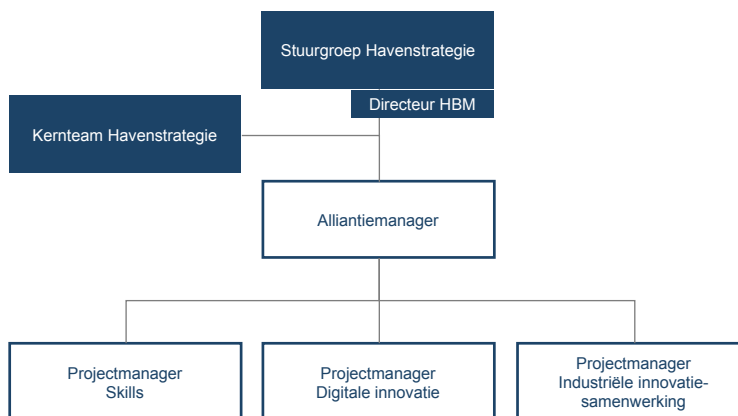 Stuurgroep Havenstrategie
Directeur HBM
Kernteam Havenstrategie
Alliantiemanager
Projectmanager
Skills
Projectmanager
Digitale innovatie
Projectmanager
Industriële innovatie-
samenwerking